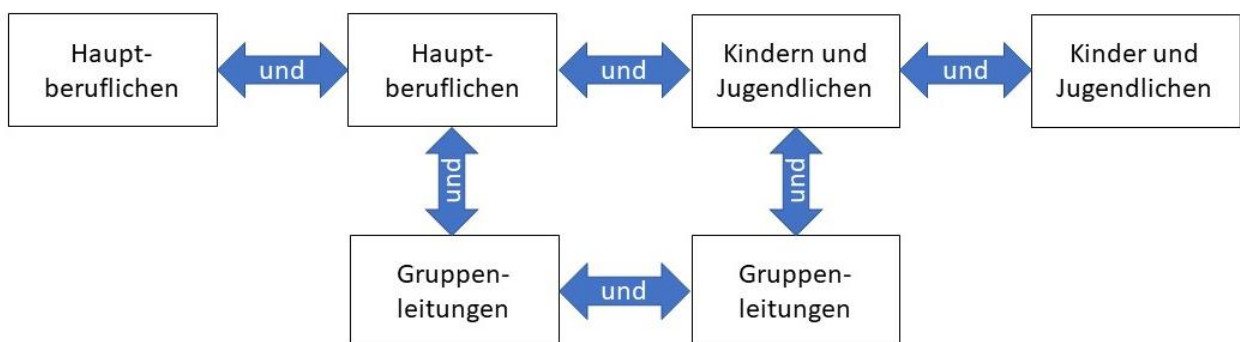 Haupt-
beruflichen
und
Haupt-
beruflichen
und
Kindern und
Jugendlichen
und
Kinder und
Jugendlichen
und
und
Gruppen-
leitungen
und
Gruppen-
leitungen